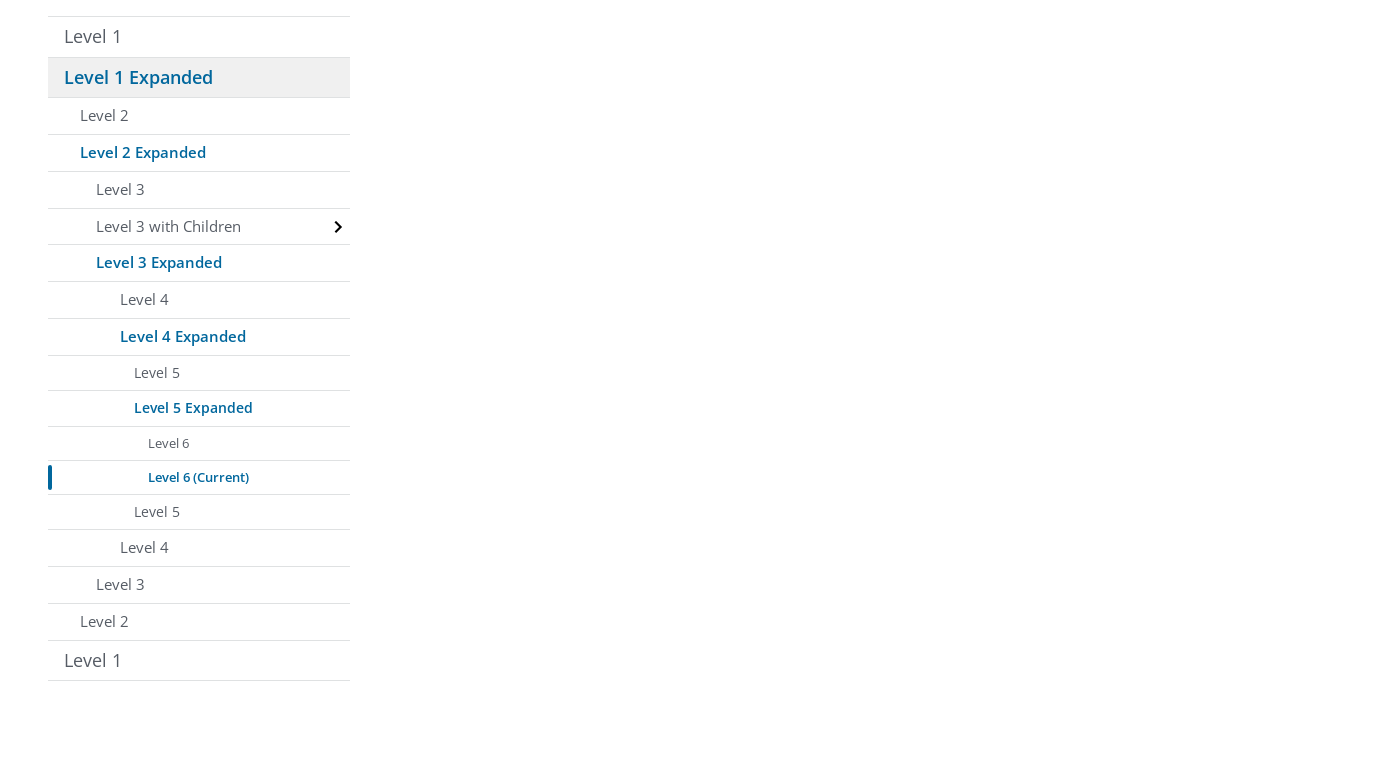 Level 1
Level 1 Expanded
Level 2
Level 2 Expanded
Level 3
Level 3 with Children
Level 3 Expanded
Level 4
Level 4 Expanded
Level 5
Level 5 Expanded
Level 6
Level 6 (Current)
Level 5
Level 4
Level 3
Level 2
Level 1